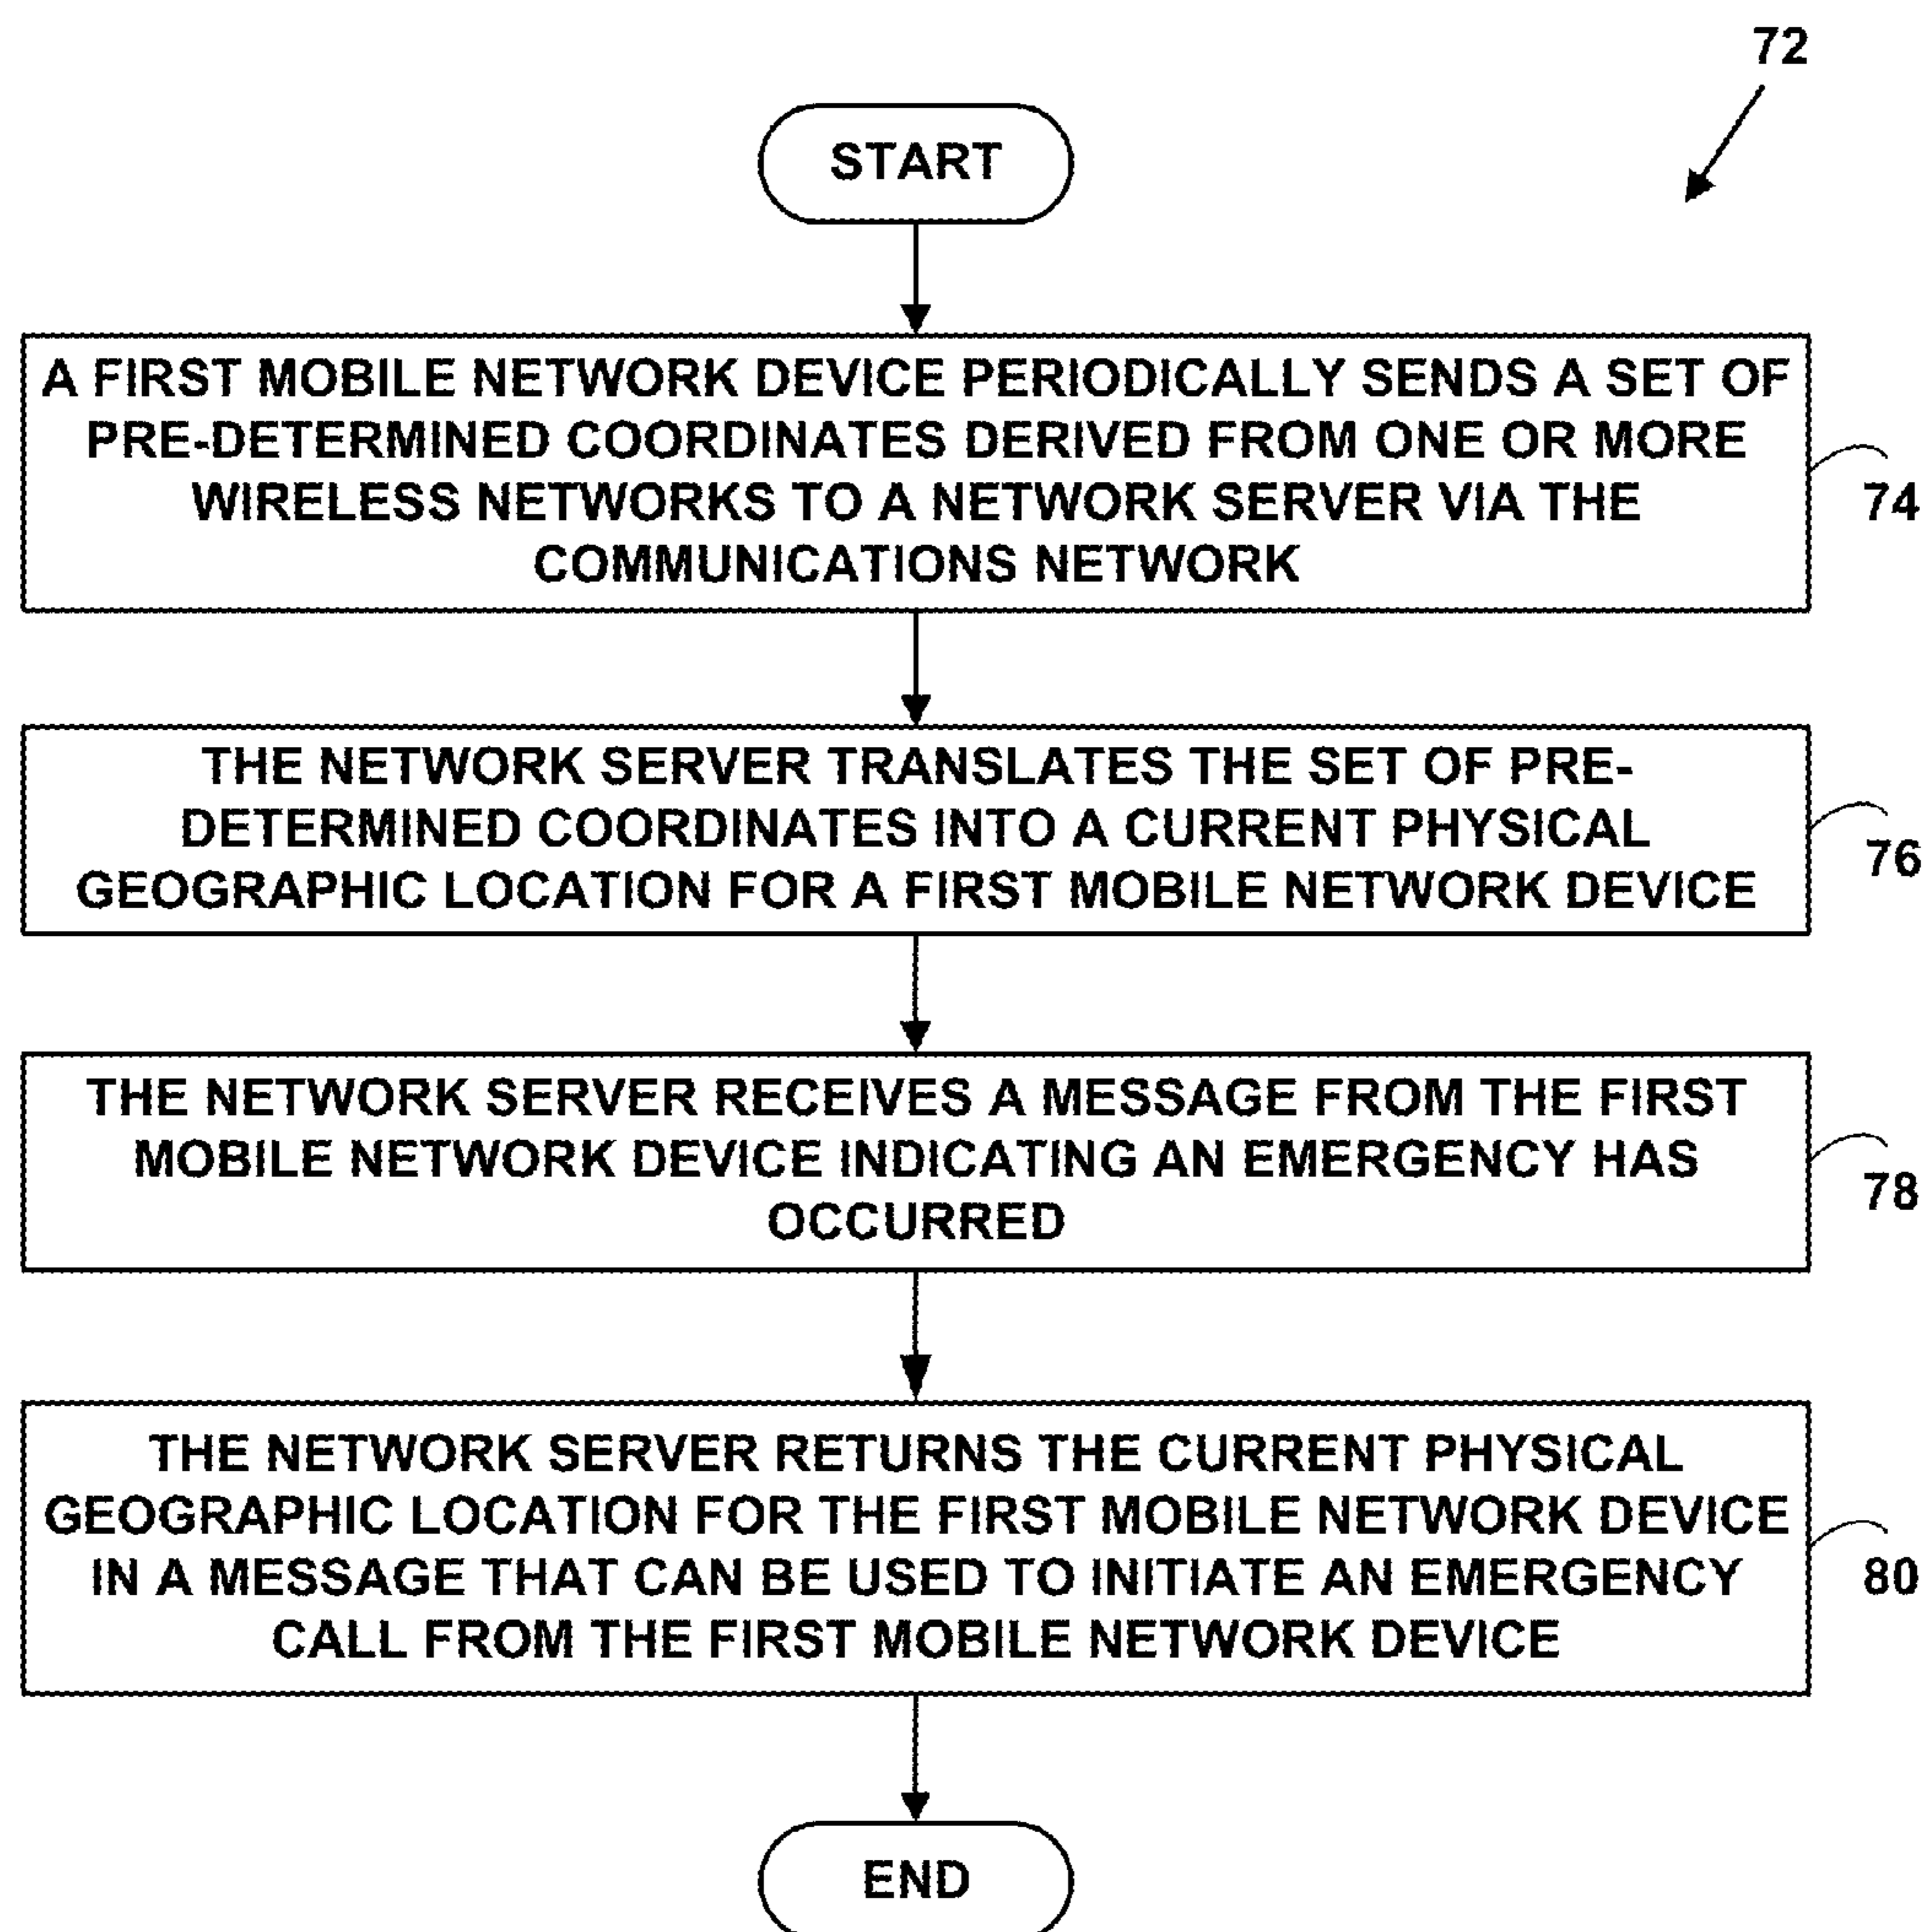 72
START
A FIRST MOBILE NETWORK DEVICE PERIODICALLY SENDS A SET OF
PRE-DETERMINED COORDINATES DERIVED FROM ONE OR MORE
WIRELESS NETWORKS TO A NETWORK SERVER VIA THE
COMMUNICATIONS NETWORK
74
THE NETWORK SERVER TRANSLATES THE SET OF PRE-
DETERMINED COORDINATES INTO A CURRENT PHYSICAL
GEOGRAPHIC LOCATION FOR A FIRST MOBILE NETWORK DEVICE
76
THE NETWORK SERVER RECEIVES A MESSAGE FROM THE FIRST
MOBILE NETWORK DEVICE INDICATING AN EMERGENCY HAS
OCCURRED
78
THE NETWORK SERVER RETURNS THE CURRENT PHYSICAL
GEOGRAPHIC LOCATION FOR THE FIRST MOBILE NETWORK DEVICE
IN A MESSAGE THAT CAN BE USED TO INITIATE AN EMERGENCY
CALL FROM THE FIRST MOBILE NETWORK DEVICE
80
END